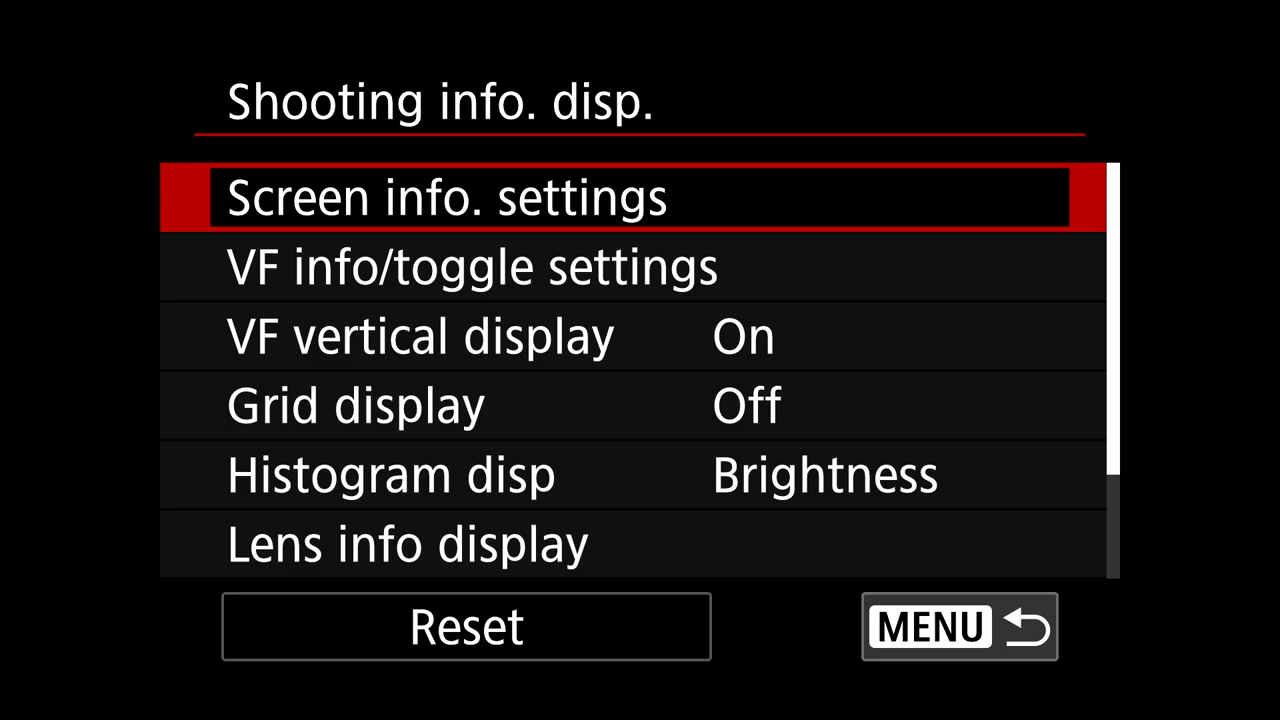 Shooting info. disp.
Screen info. settings
VF info/toggle settings
VF vertical display On
Grid display Off
Histogram disp Brightness
Lens info display
Reset MENU